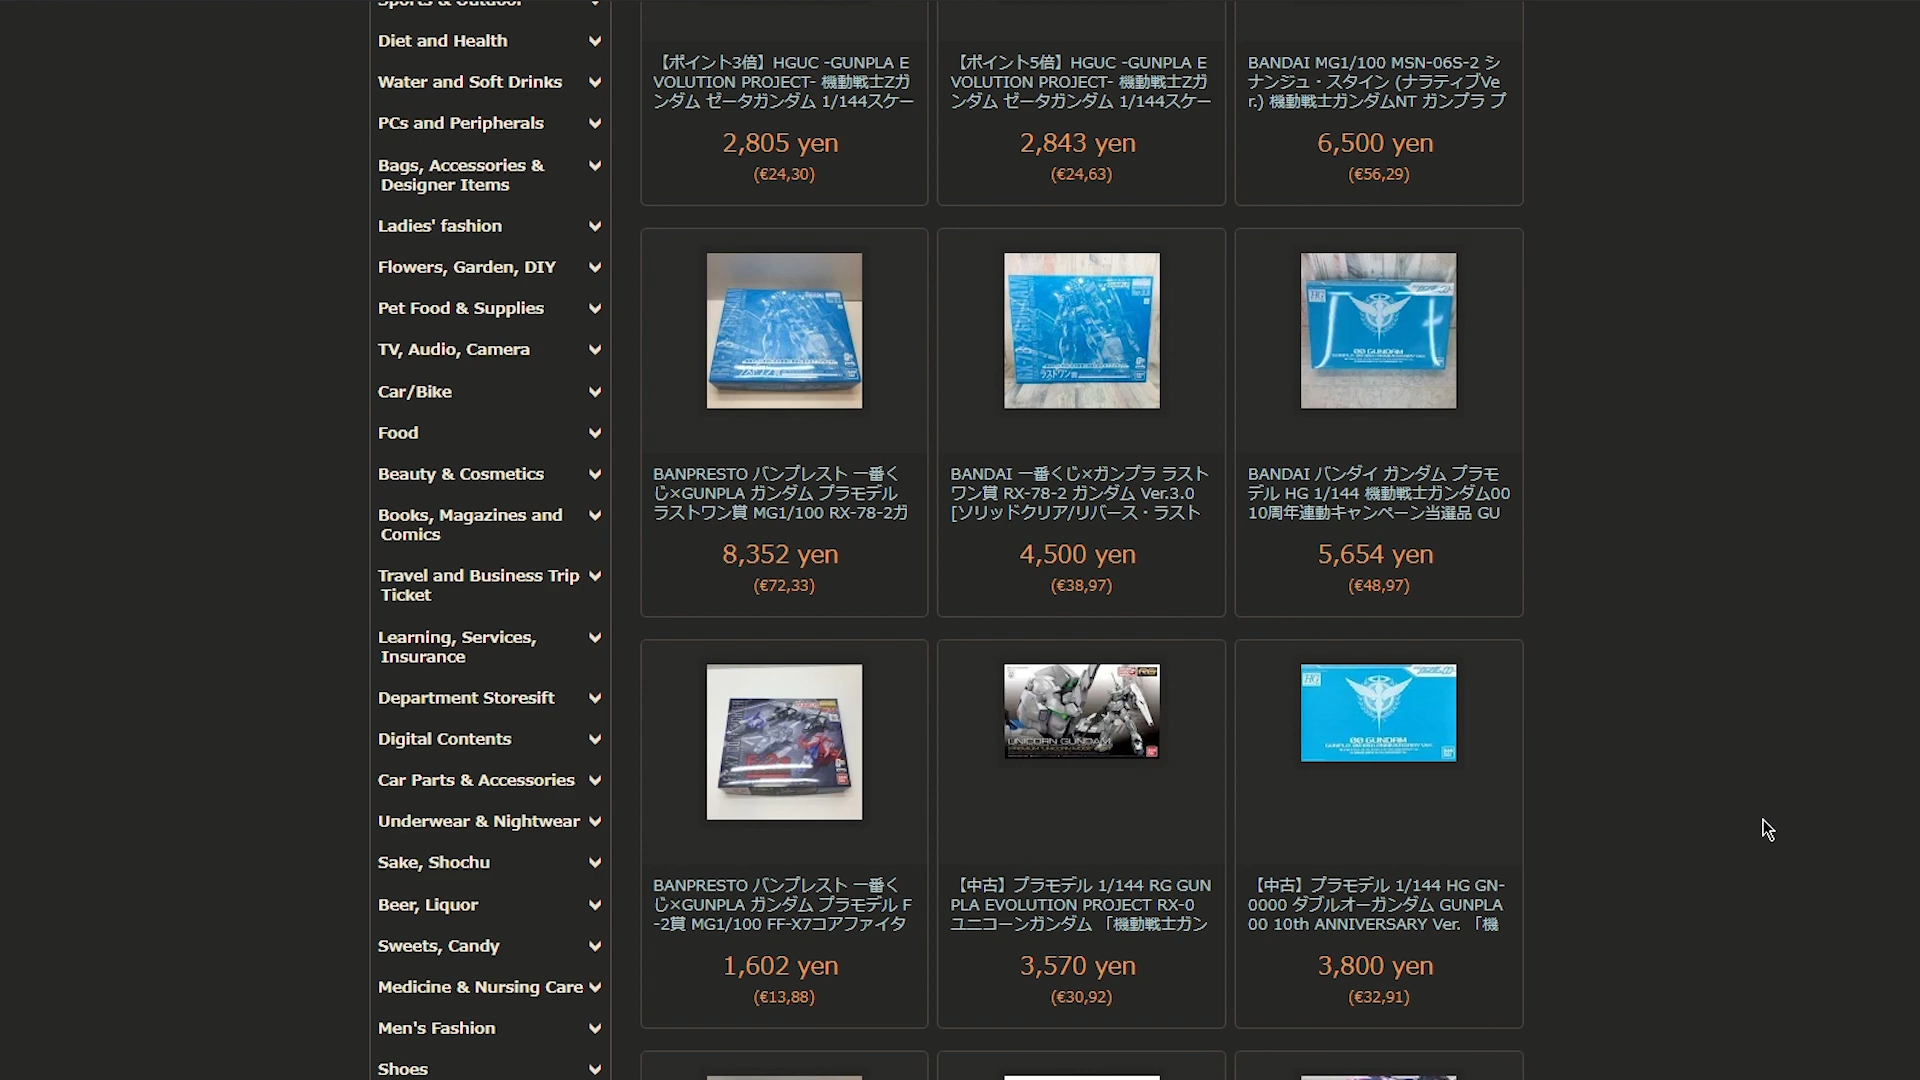 Sports & Outdoor
Diet and Health
Water and Soft Drinks
PCs and Peripherals
Bags, Accessories &
Designer Items
Ladies' fashion
Flowers, Garden, DIY
Pet Food & Supplies
TV, Audio, Camera
Car/Bike
Food
Beauty & Cosmetics
Books, Magazines and
Comics
Travel and Business Trip
Ticket
Learning, Services,
Insurance
Department Storesift
Digital Contents
Car Parts & Accessories
Underwear & Nightwear
Sake, Shochu
Beer, Liquor
Sweets, Candy
Medicine & Nursing Care
Men's Fashion
Shoes
【ポイント3倍】HGUC -GUNPLA E
VOLUTION PROJECT- 機動戦士Zガ
ンダム ゼータガンダム 1/144スケー
2,805 yen
(€24,30)
【ポイント5倍】HGUC -GUNPLA E
VOLUTION PROJECT- 機動戦士Zガ
ンダム ゼータガンダム 1/144スケー
2,843 yen
(€24,63)
BANDAI MG1/100 MSN-06S-2 シ
ナンジュ・スタイン (ナラティブVe
r.) 機動戦士ガンダムNT ガンプラ プ
6,500 yen
(€56,29)
BANPRESTO バンプレスト 一番く
じ×GUNPLA ガンダム プラモデル
ラストワン賞 MG1/100 RX-78-2ガ
8,352 yen
(€72,33)
ラストワン賞
BANDAI 一番くじ×ガンプラ ラスト
ワン賞 RX-78-2 ガンダム Ver.3.0
[ソリッドクリア/リバース・ラスト
4,500 yen
(€38,97)
HG
00 GUNDAM
BANDAI バンダイ ガンダム プラモ
デル HG 1/144 機動戦士ガンダム00
10周年連動キャンペーン当選品 GU
5,654 yen
(€48,97)
BANPRESTO バンプレスト 一番く
じ×GUNPLA ガンダム プラモデル F
-2賞 MG1/100 FF-X7コアファイタ
1,602 yen
(€13,88)
UNICORN GUNDAM
RG
【中古】プラモデル 1/144 RG GUN
PLA EVOLUTION PROJECT RX-0
ユニコーンガンダム 「機動戦士ガン
3,570 yen
(€30,92)
HG
00 GUNDAM
【中古】プラモデル 1/144 HG GN-
0000 ダブルオーガンダム GUNPLA
00 10th ANNIVERSARY Ver. 「機
3,800 yen
(€32,91)